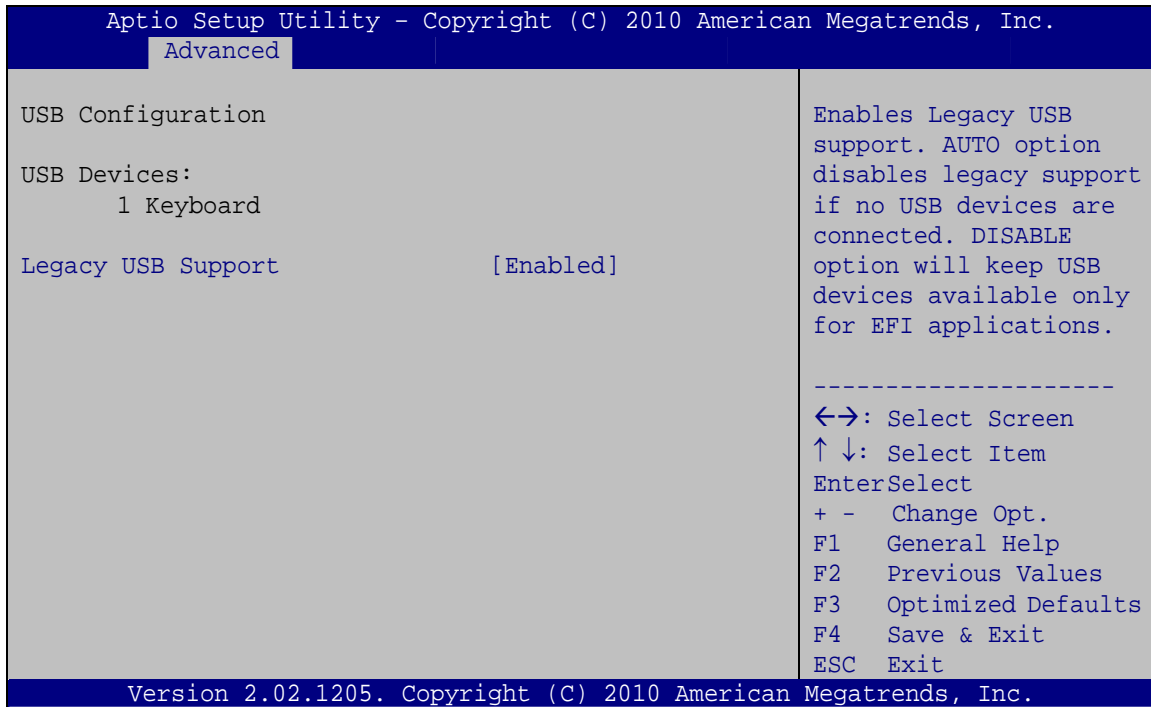 Aptio Setup Utility – Copyright (C) 2010 American Megatrends, Inc.
Advanced
USB Configuration
USB Devices:
1 Keyboard
Legacy USB Support [Enabled]
Enables Legacy USB
support. AUTO option
disables legacy support
if no USB devices are
connected. DISABLE
option will keep USB
devices available only
for EFI applications.
---------------------
←→: Select Screen
↑ ↓: Select Item
EnterSelect
+ - Change Opt.
F1 General Help
F2 Previous Values
F3 Optimized Defaults
F4 Save & Exit
ESC Exit
Version 2.02.1205. Copyright (C) 2010 American Megatrends, Inc.